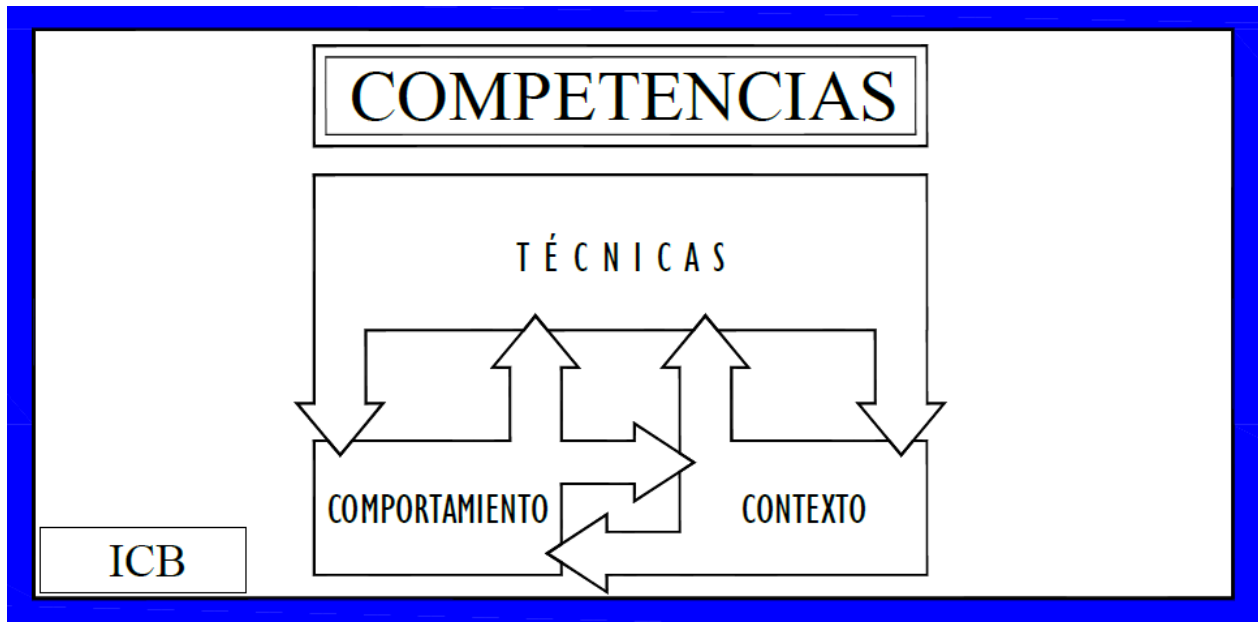 COMPETENCIAS
TÉCNICAS
COMPORTAMIENTO
CONTEXTO
ICB